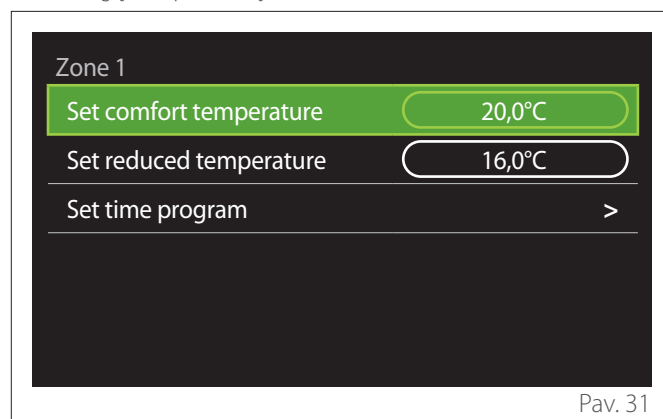 Zone 1
Set comfort temperature 20,0°C
Set reduced temperature 16,0°C
Set time program >
Pav. 31